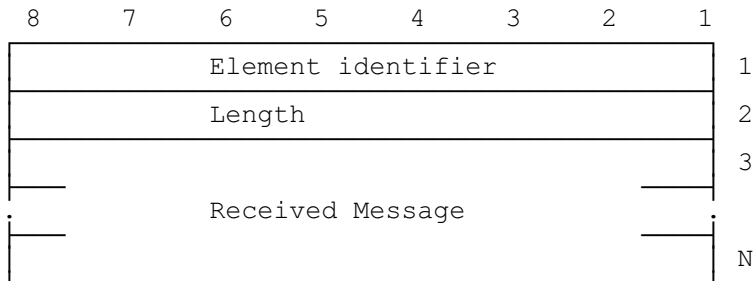 8 7 6 5 4 3 2 1
Element identifier 1
Length 2
3
. Received Message .
N